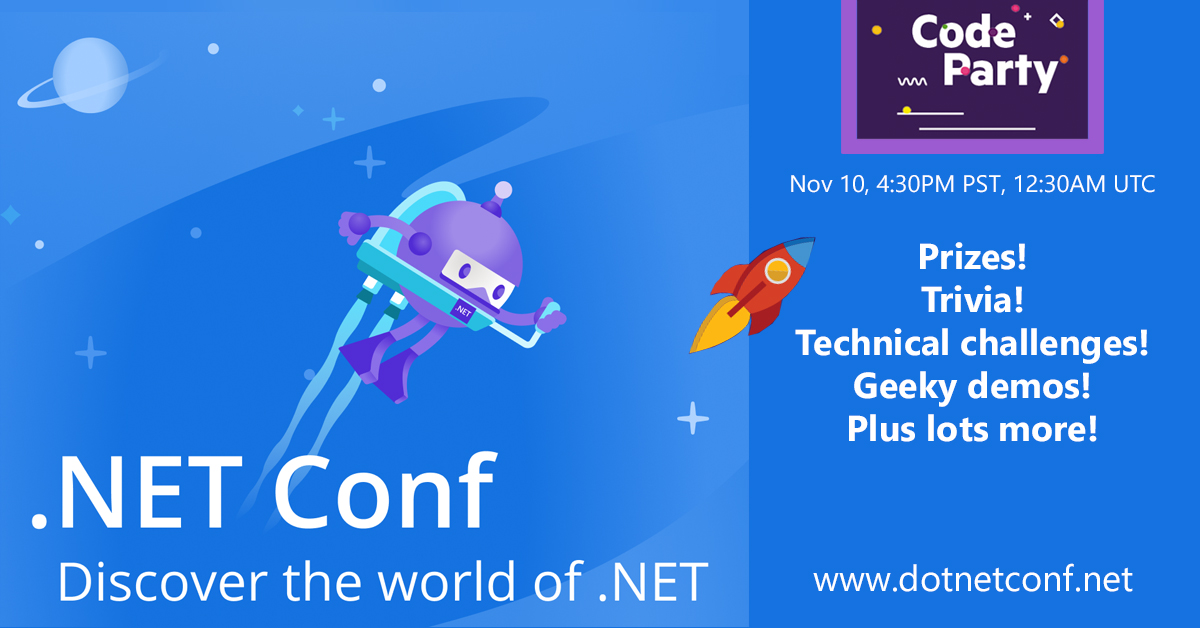 .NET
.NET Conf
Discover the world of .NET
Code
Party
Nov 10, 4:30PM PST, 12:30AM UTC
Prizes!
Trivia!
Technical challenges!
Geeky demos!
Plus lots more!
www.dotnetconf.net